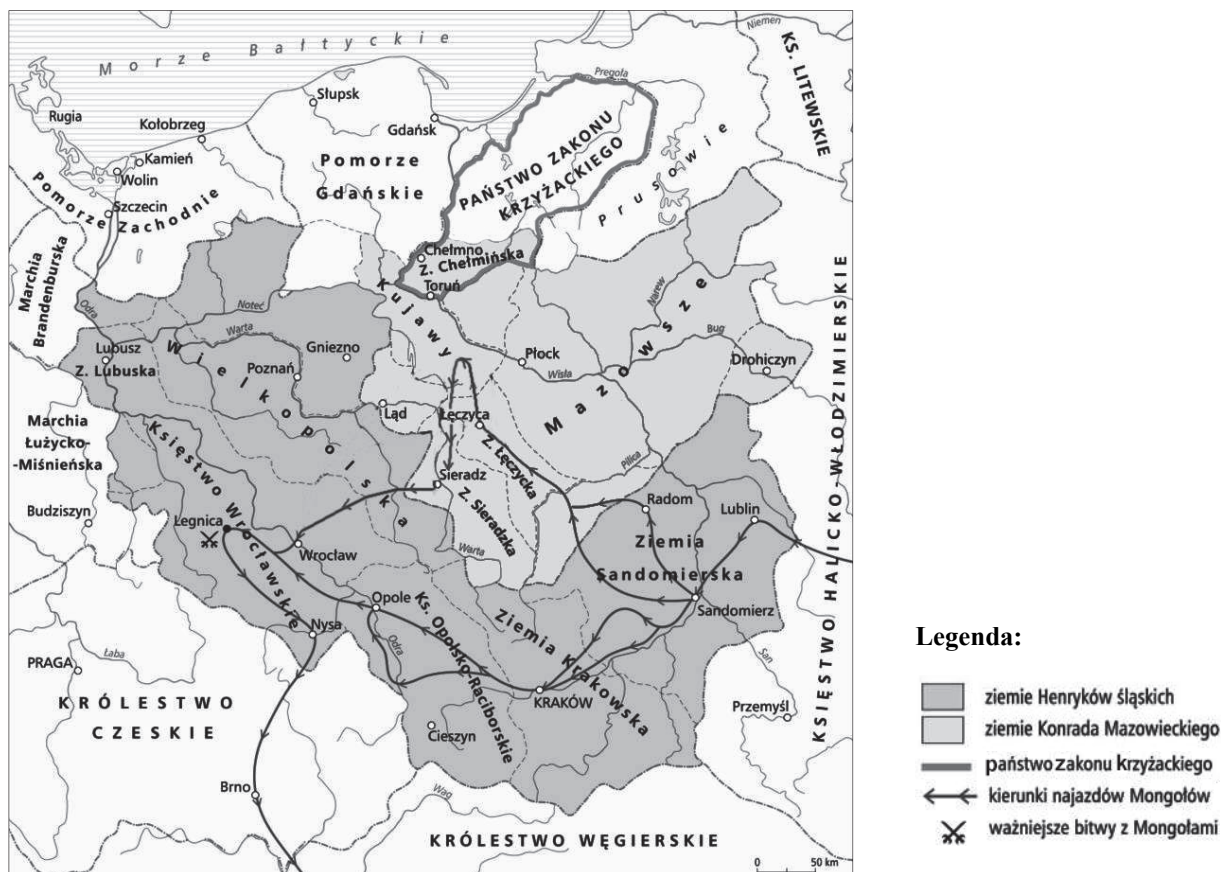 Morze Bałtyckie
Niemen
KS. LITEWSKIE
Pregoła
Słupsk
Rugia
Kołobrzeg
Gdańsk
Kamień
Wolin
Pomorze
Gdańskie
PAŃSTWO ZAKONU
KRZYŻACKIEGO
Prusowie
Szczecin
Pomorze Zachodnie
Marchia
Brandenburska
Chełmno
Z. Chełmińska
Toruń
Kujawy
Odra
Noteć
Narew
Warta
Lubusz
Z. Lubuska
Wielkopolska
Gniezno
Poznań
Płock
Wisła
Bug
Drohiczyn
Mazowsze
Marchia
Łużycko-
-Miśnieńska
Ląd
Łęczyca
Z. Łęczycka
Pilica
Księstwo Wrocławskie
Sieradz
Z. Sieradzka
Radom
Lublin
Budziszyn
Legnica
Wrocław
Warta
Ziemia
Sandomierska
Sandomierz
KSIĘSTWO HALICKO-WŁODZIMIERSKIE
Opole
Ks. Opolsko-Raciborskie
Ziemia Krakowska
Nysa
Odra
San
PRAGA
Łaba
KRÓLESTWO
CZESKIE
KRAKÓW
Przemyśl
Cieszyn
Brno
Wag
KRÓLESTWO WĘGIERSKIE
0 50 km
Legenda:
ziemie Henryków śląskich
ziemie Konrada Mazowieckiego
państwo zakonu krzyżackiego
kierunki najazdów Mongołów
ważniejsze bitwy z Mongołami